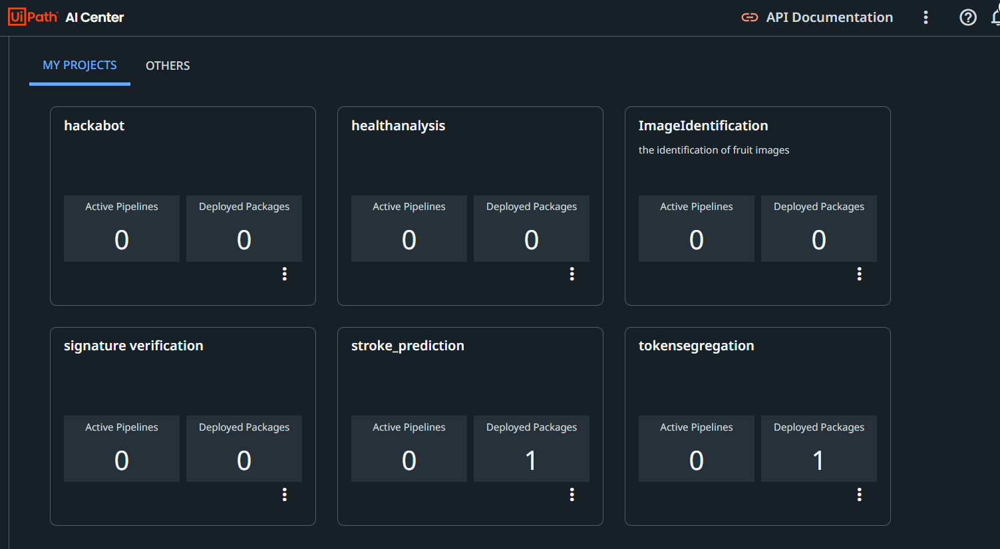 UiPath AI Center
API Documentation
MY PROJECTS
OTHERS
hackabot
Active Pipelines
0
Deployed Packages
0
healthanalysis
Active Pipelines
0
Deployed Packages
0
ImageIdentification
the identification of fruit images
Active Pipelines
0
Deployed Packages
0
signature verification
Active Pipelines
0
Deployed Packages
0
stroke_prediction
Active Pipelines
0
Deployed Packages
1
tokensegregation
Active Pipelines
0
Deployed Packages
1